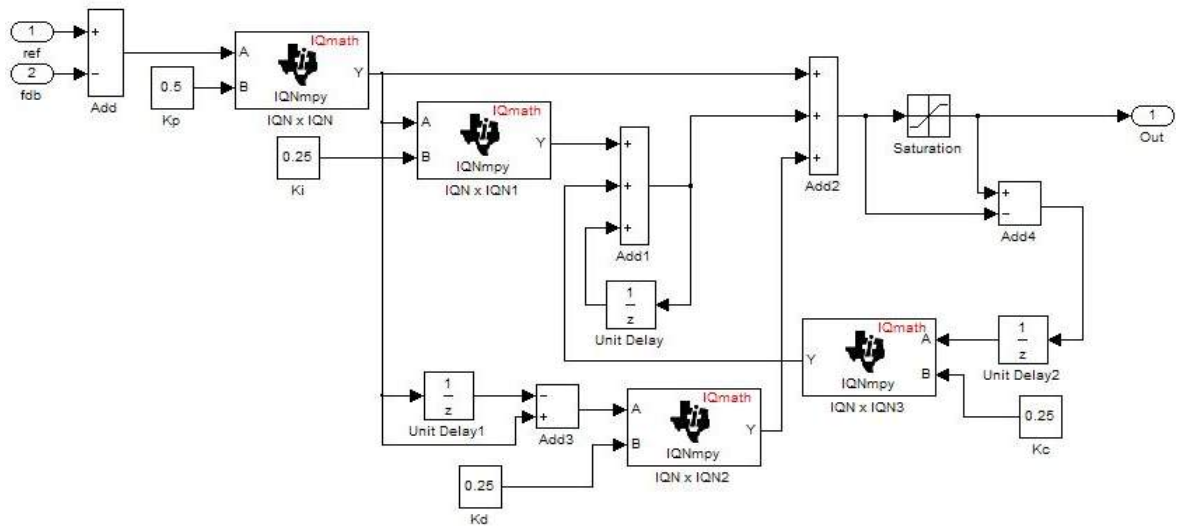 1
ref
2
fdb
+
−
Add
0.5
Kp
A
B
Y
IQmath
IQNmpy
IQN x IQN
0.25
Ki
A
B
Y
IQmath
IQNmpy
IQN x IQN1
+
+
+
Add1
1
z
Unit Delay
+
+
+
Add2
Saturation
1
Out
+
−
Add4
1
z
Unit Delay2
IQmath
A
B
Y
IQNmpy
IQN x IQN3
0.25
Kc
1
z
Unit Delay1
−
+
Add3
IQmath
A
B
Y
IQNmpy
IQN x IQN2
0.25
Kd